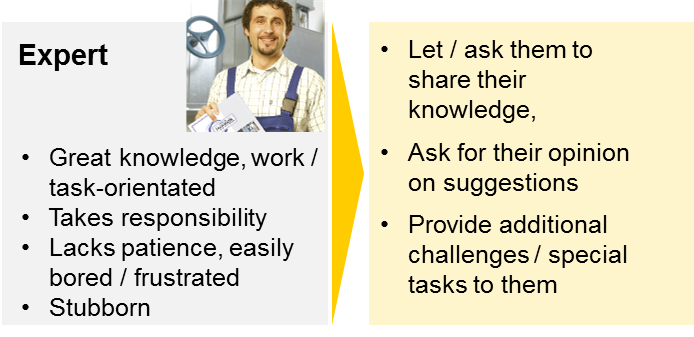 Expert
• Great knowledge, work /
task-orientated
• Takes responsibility
• Lacks patience, easily
bored / frustrated
• Stubborn
• Let / ask them to
share their
knowledge,
• Ask for their opinion
on suggestions
• Provide additional
challenges / special
tasks to them